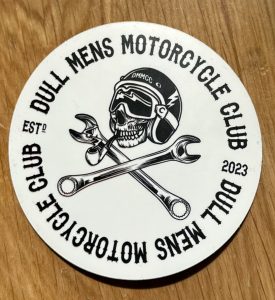 DULL MENS MOTORCYCLE CLUB
DMMCC
ESTD
2023
DULL MENS MOTORCYCLE CLUB